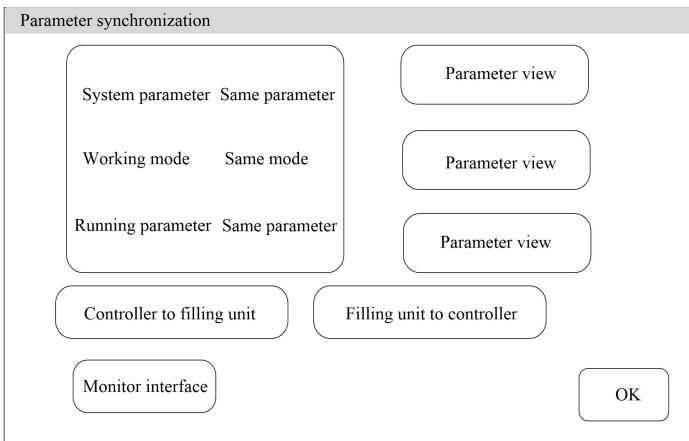 Parameter synchronization
System parameter Same parameter
Parameter view
Working mode Same mode
Parameter view
Running parameter Same parameter
Parameter view
Controller to filling unit
Filling unit to controller
Monitor interface
OK